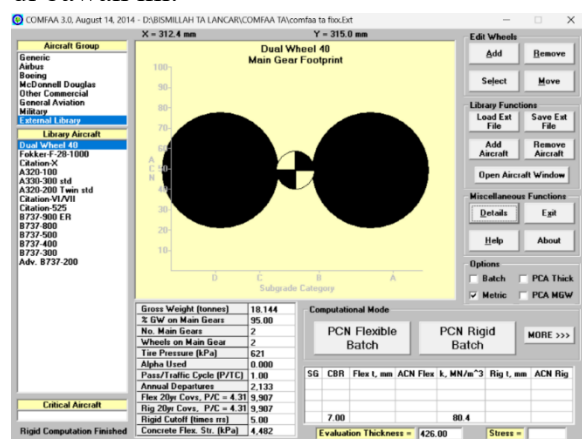 COMFAA 3.0, August 14, 2014 - D:\BISMILLAH TA LANCAR\COMFAA TA\comfaa ta fixx.Ext
Aircraft Group
Generic
Airbus
Boeing
McDonnell Douglas
Other Commercial
General Aviation
Military
External Library
Library Aircraft
Dual Wheel 40
Fokker-F-28-1000
Citation-X
A320-100
A330-300 std
A320-200 Twin std
Citation-VI/VII
Citation-525
B737-900 ER
B737-800
B737-500
B737-400
B737-300
Adv. B737-200
Critical Aircraft
Rigid Computation Finished
X = 312.4 mm Y = 315.0 mm
Dual Wheel 40
Main Gear Footprint
100
90
80
70
60
50
40
30
20
10
A
C
N
D C B A
Subgrade Category
Gross Weight (tonnes) 18,144
% GW on Main Gears 95.00
No. Main Gears 2
Wheels on Main Gear 2
Tire Pressure (kPa) 621
Alpha Used 0.000
Pass/Traffic Cycle (P/TC) 1.00
Annual Departures 2,133
Flex 20yr Covs, P/C = 4.31 9,907
Rig 20yr Covs, P/C = 4.31 9,907
Rigid Cutoff (times rrs) 5.00
Concrete Flex. Str. (kPa) 4,482
Computational Mode
PCN Flexible
Batch
PCN Rigid
Batch
MORE >>>
SG CBR Flex t, mm ACN Flex k, MN/m^3 Rig t, mm ACN Rig
7.00 80.4
Evaluation Thickness = 426.00 Stress =
Edit Wheels
Add Remove
Select Move
Library Functions
Load Ext File Save Ext File
Add Aircraft Remove Aircraft
Open Aircraft Window
Miscellaneous Functions
Details Exit
Help About
Options
Batch PCA Thick
Metric PCA MGW